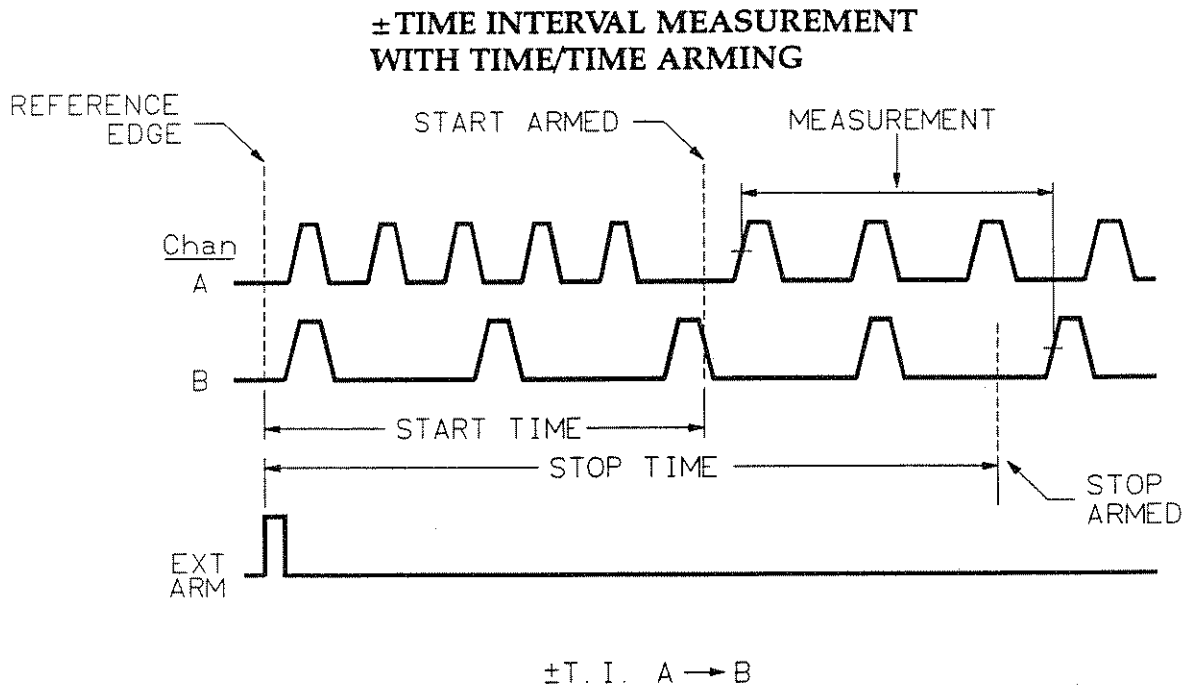 ±TIME INTERVAL MEASUREMENT
WITH TIME/TIME ARMING
REFERENCE
EDGE
START ARMED
MEASUREMENT
Chan
A
B
START TIME
STOP TIME
STOP
ARMED
EXT
ARM
±T.I. A → B